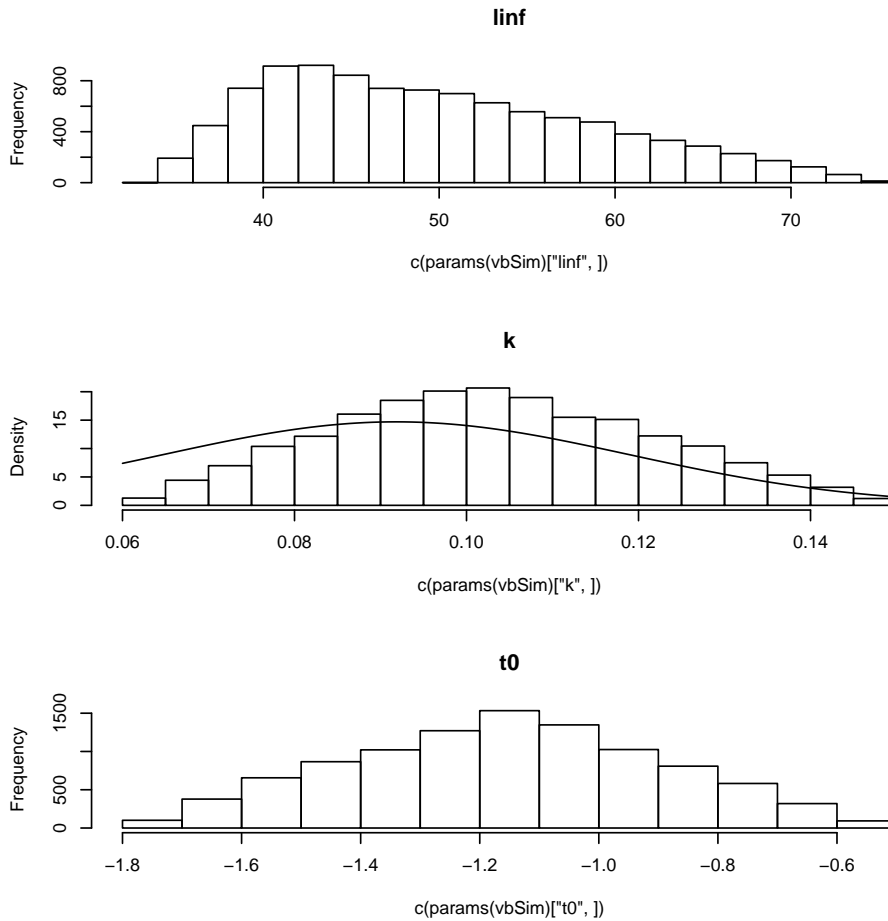 linf
Frequency
0
400
800
40
50
60
70
c(params(vbSim)["linf", ])
k
Density
0
5
15
0.06
0.08
0.10
0.12
0.14
c(params(vbSim)["k", ])
t0
Frequency
0
500
1500
−1.8
−1.6
−1.4
−1.2
−1.0
−0.8
−0.6
c(params(vbSim)["t0", ])